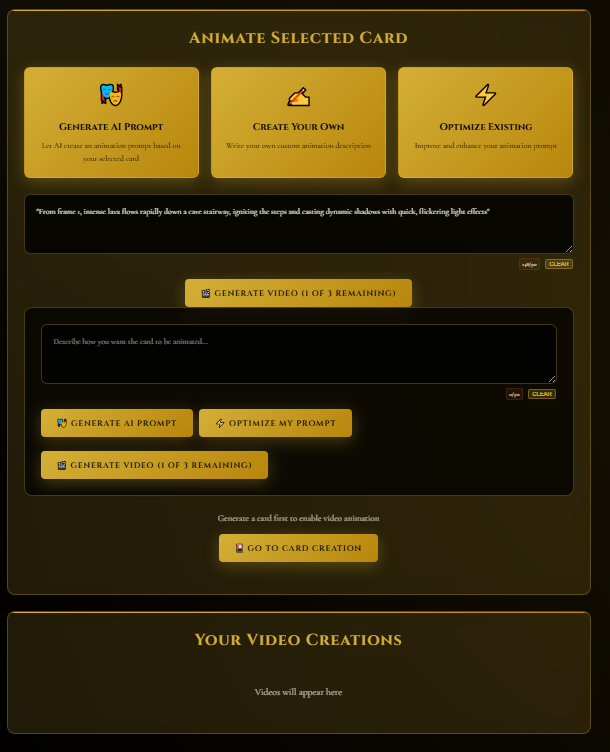 Animate Selected Card
Generate AI Prompt
Let AI create an animation prompt based on
your selected card
Create Your Own
Write your own custom animation description
Optimize Existing
Improve and enhance your animation prompt
"From frame 1, intense lava flows rapidly down a cave stairway, igniting the steps and casting dynamic shadows with quick, flickering light effects"
CLEAR
GENERATE VIDEO (1 OF 3 REMAINING)
Describe how you want the card to be animated...
CLEAR
GENERATE AI PROMPT
OPTIMIZE MY PROMPT
GENERATE VIDEO (1 OF 3 REMAINING)
Generate a card first to enable video animation
GO TO CARD CREATION
Your Video Creations
Videos will appear here